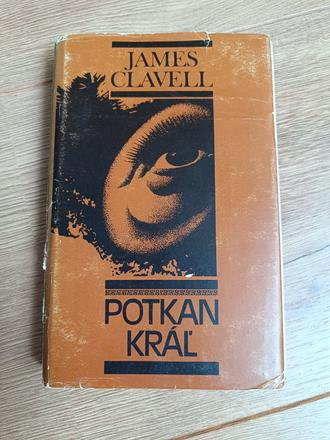 JAMES
CLAVELL
POTKAN
KRÁĽ